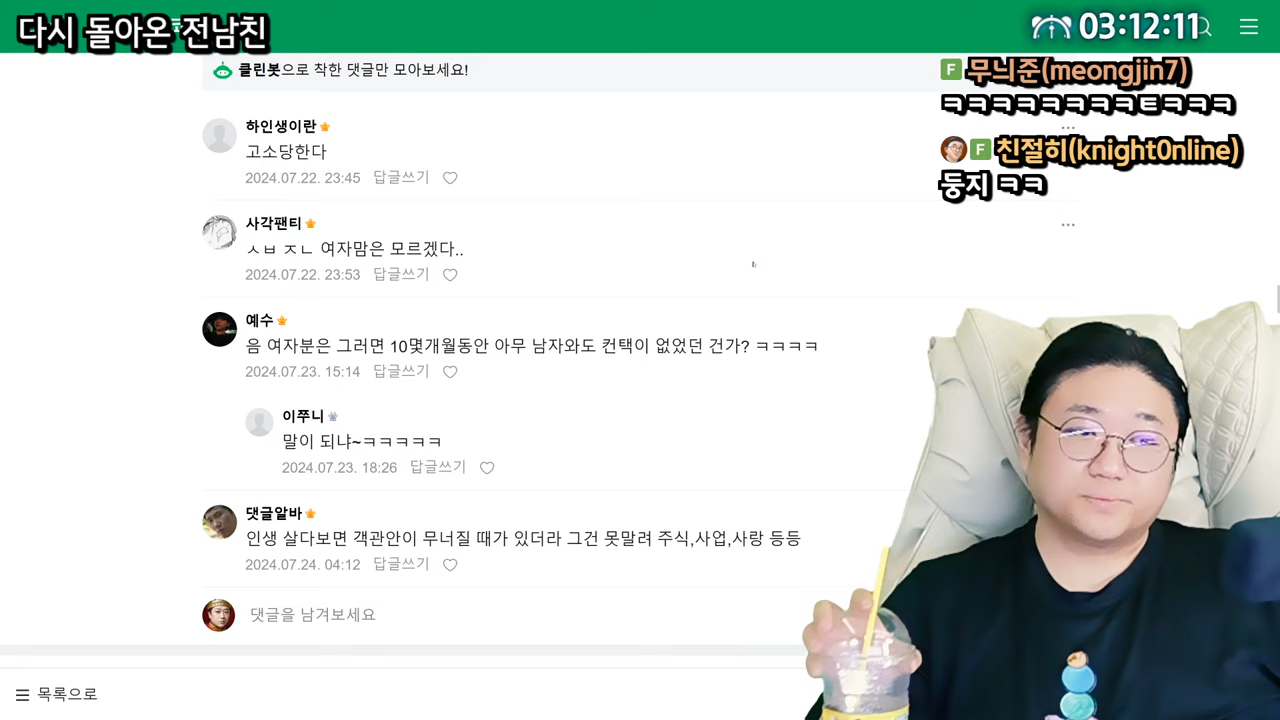 다시 돌아온 전남친
03:12:11
클린봇으로 착한 댓글만 모아보세요!
F 무늬준(meongjin7)
ㅋㅋㅋㅋㅋㅋㅋㅋㅌㅋㅋㅋ
F 친절히(knight0nline)
둥지 ㅋㅋ
하인생이란
고소당한다
2024.07.22. 23:45 답글쓰기
사각팬티
ㅅㅂ ㅈㄴ 여자맘은 모르겠다..
2024.07.22. 23:53 답글쓰기
예수
음 여자분은 그러면 10몇개월동안 아무 남자와도 컨택이 없었던 건가? ㅋㅋㅋㅋ
2024.07.23. 15:14 답글쓰기
이쭈니
말이 되냐~ㅋㅋㅋㅋㅋ
2024.07.23. 18:26 답글쓰기
댓글알바
인생 살다보면 객관안이 무너질 때가 있더라 그건 못말려 주식,사업,사랑 등등
2024.07.24. 04:12 답글쓰기
댓글을 남겨보세요
목록으로